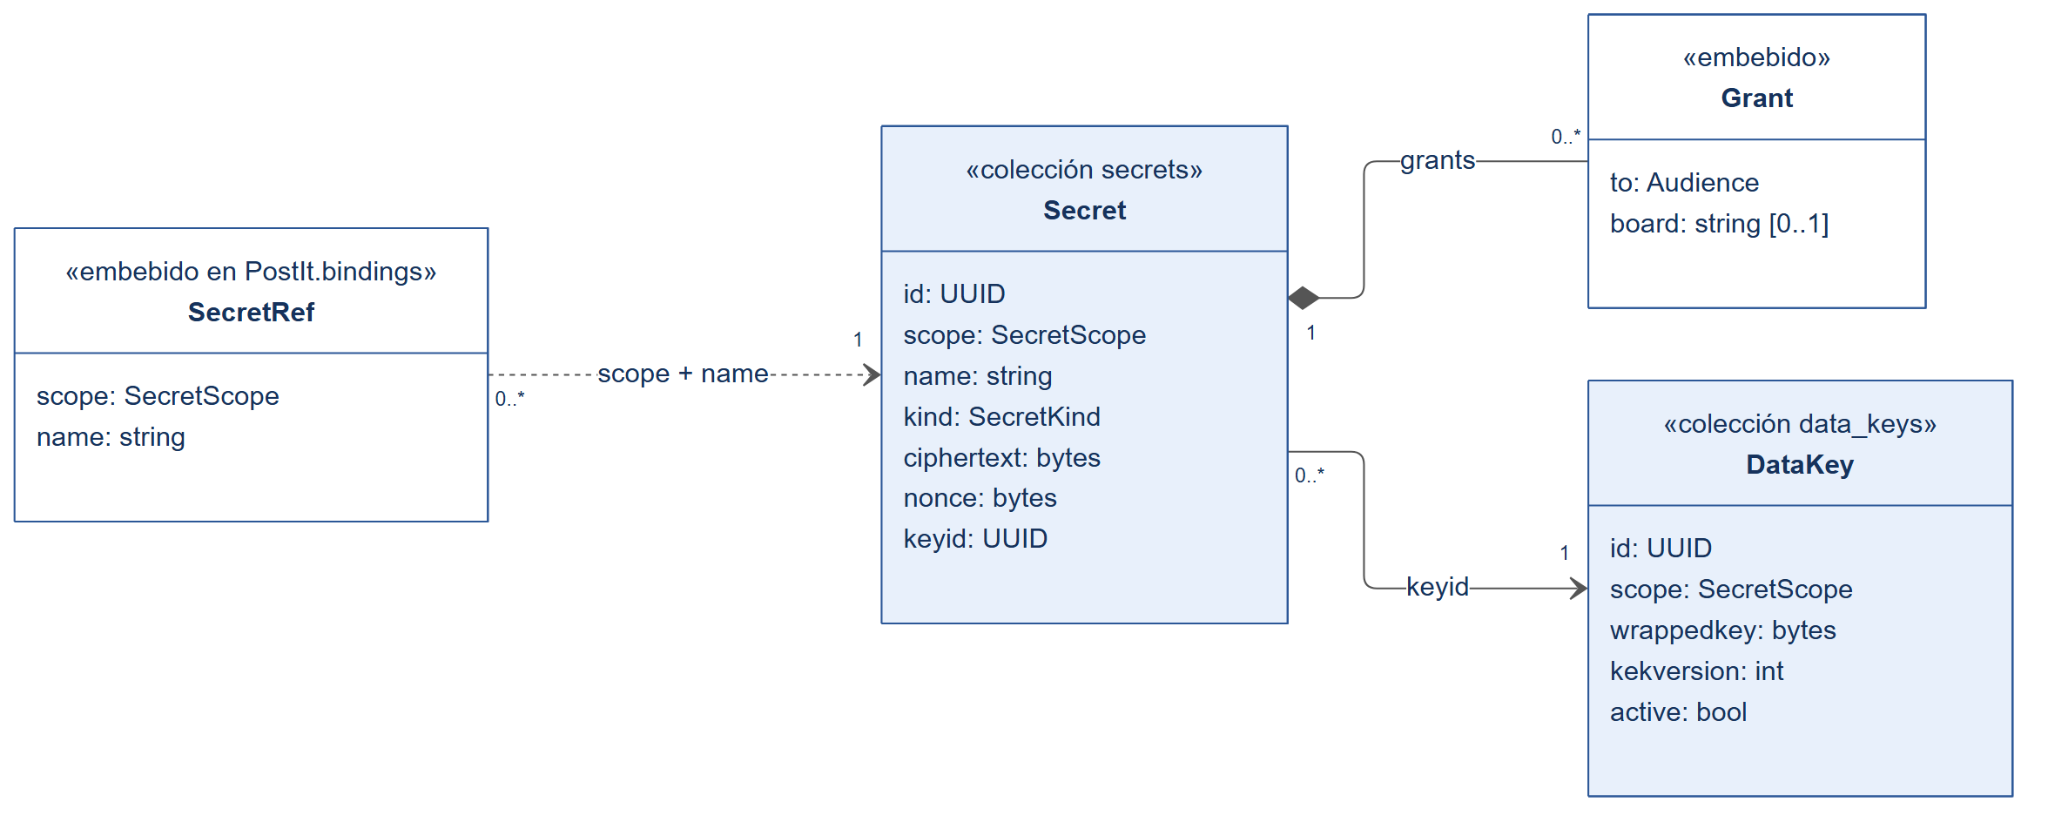 «embebido en PostIt.bindings»
SecretRef
scope: SecretScope
name: string
0..*
scope + name
1
«colección secrets»
Secret
id: UUID
scope: SecretScope
name: string
kind: SecretKind
ciphertext: bytes
nonce: bytes
keyid: UUID
1
grants
0..*
«embebido»
Grant
to: Audience
board: string [0..1]
0..*
keyid
1
«colección data_keys»
DataKey
id: UUID
scope: SecretScope
wrappedkey: bytes
kekversion: int
active: bool